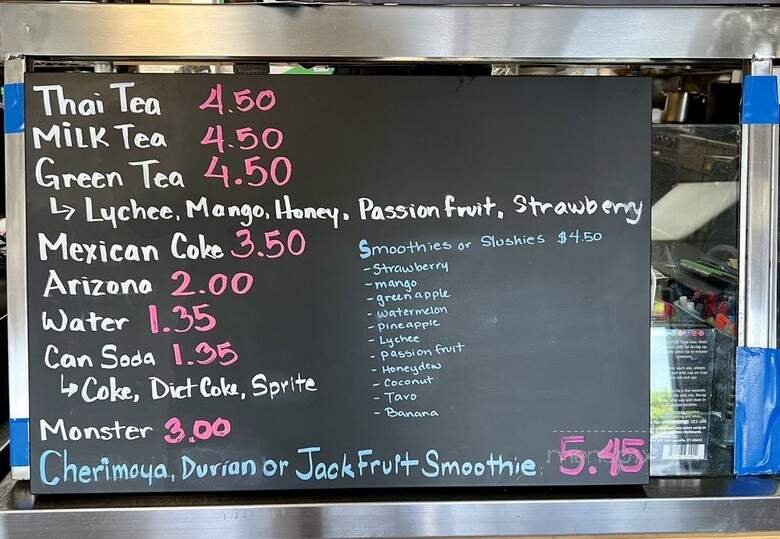 Thai Tea 4.50
MiLK Tea 4.50
Green Tea 4.50
↳ Lychee, Mango, Honey, Passion fruit, Strawberry
Mexican Coke 3.50
Arizona 2.00
Water 1.35
Can Soda 1.35
↳ Coke, Diet Coke, Sprite
Monster 3.00
Smoothies or Slushies $4.50
- Strawberry
- mango
- green apple
- watermelon
- pineapple
- Lychee
- passion fruit
- Honeydew
- Coconut
- Taro
- Banana
Cherimoya, Durian or Jack Fruit Smoothie 5.45